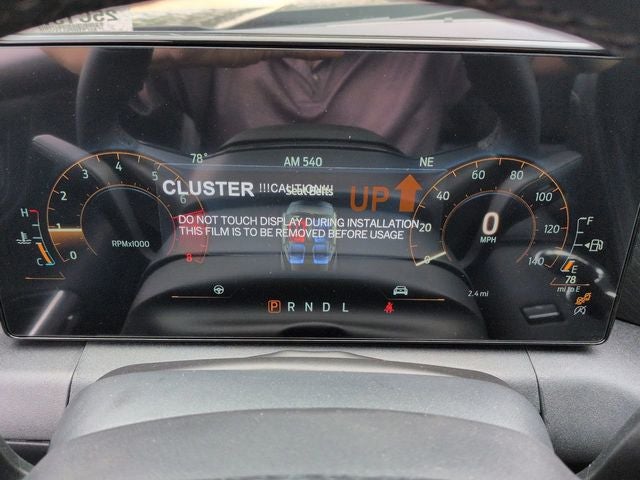 78°
AM 540
NE
CLUSTER
!!!CAUTION!!!
Seat Belts
UP
DO NOT TOUCH DISPLAY DURING INSTALLATION
THIS FILM IS TO BE REMOVED BEFORE USAGE
H
C
0
1
2
3
4
5
6
8
RPMx1000
0
20
40
60
80
100
120
140
0
MPH
F
E
78
mi to E
2.4 mi
P R N D L